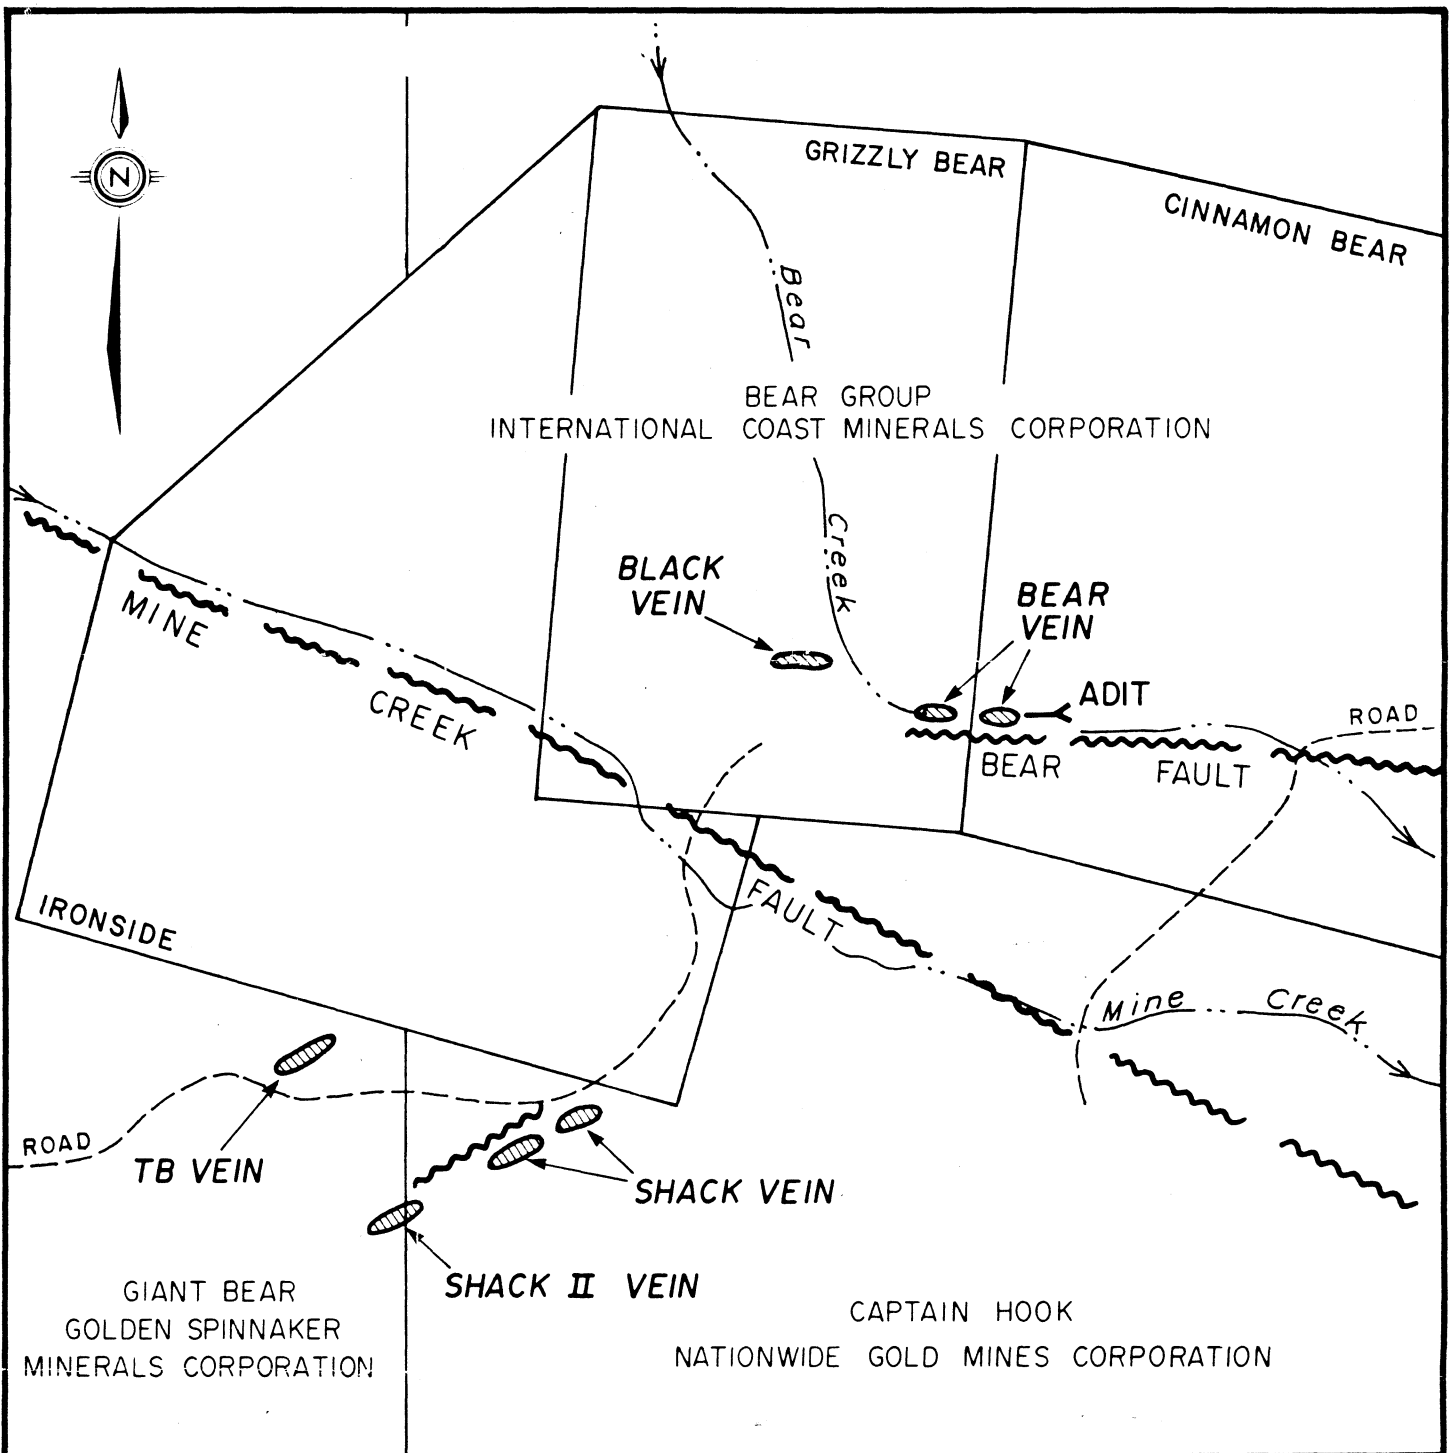 N
GRIZZLY BEAR
CINNAMON BEAR
Bear
BEAR GROUP
INTERNATIONAL COAST MINERALS CORPORATION
Creek
BLACK
VEIN
BEAR
VEIN
MINE
ADIT
CREEK
ROAD
BEAR
FAULT
FAULT
IRONSIDE
Mine Creek
ROAD
TB VEIN
SHACK VEIN
SHACK II VEIN
GIANT BEAR
GOLDEN SPINNAKER
MINERALS CORPORATION
CAPTAIN HOOK
NATIONWIDE GOLD MINES CORPORATION